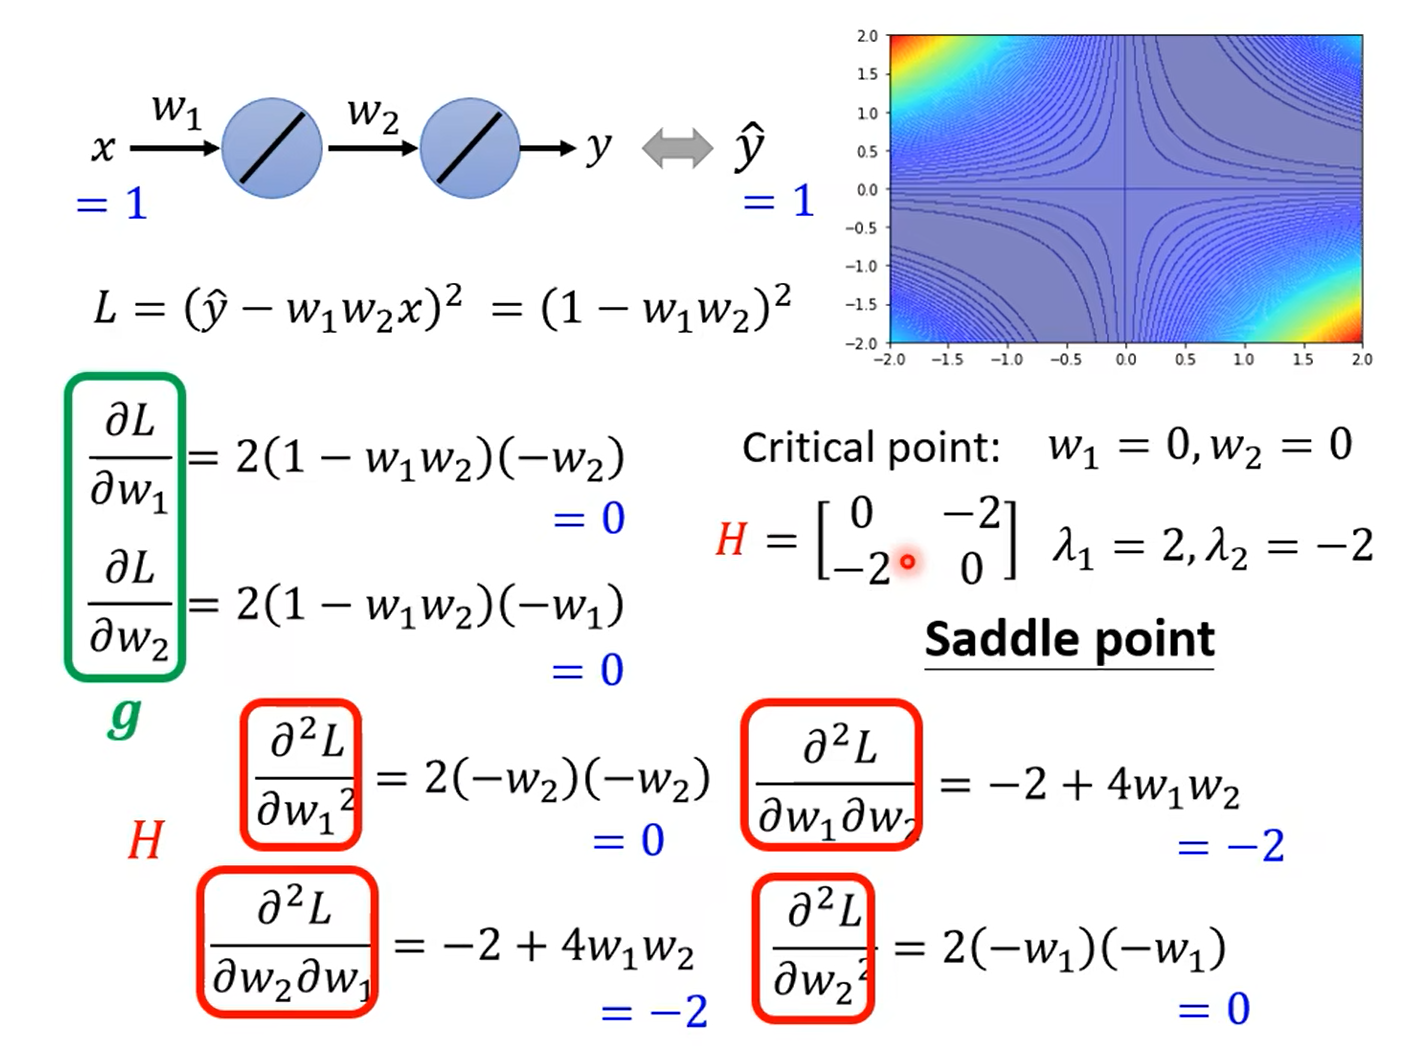 w₁ w₂
x y ŷ
= 1 = 1
L = (ŷ − w₁w₂x)² = (1 − w₁w₂)²
2.0
1.5
1.0
0.5
0.0
−0.5
−1.0
−1.5
−2.0
−2.0 −1.5 −1.0 −0.5 0.0 0.5 1.0 1.5 2.0
∂L/∂w₁ = 2(1 − w₁w₂)(−w₂)
= 0
∂L/∂w₂ = 2(1 − w₁w₂)(−w₁)
= 0
g
Critical point: w₁ = 0, w₂ = 0
H = [0 −2
−2 0] λ₁ = 2, λ₂ = −2
Saddle point
H
∂²L/∂w₁² = 2(−w₂)(−w₂)
= 0
∂²L/∂w₁∂w₂ = −2 + 4w₁w₂
= −2
∂²L/∂w₂∂w₁ = −2 + 4w₁w₂
= −2
∂²L/∂w₂² = 2(−w₁)(−w₁)
= 0